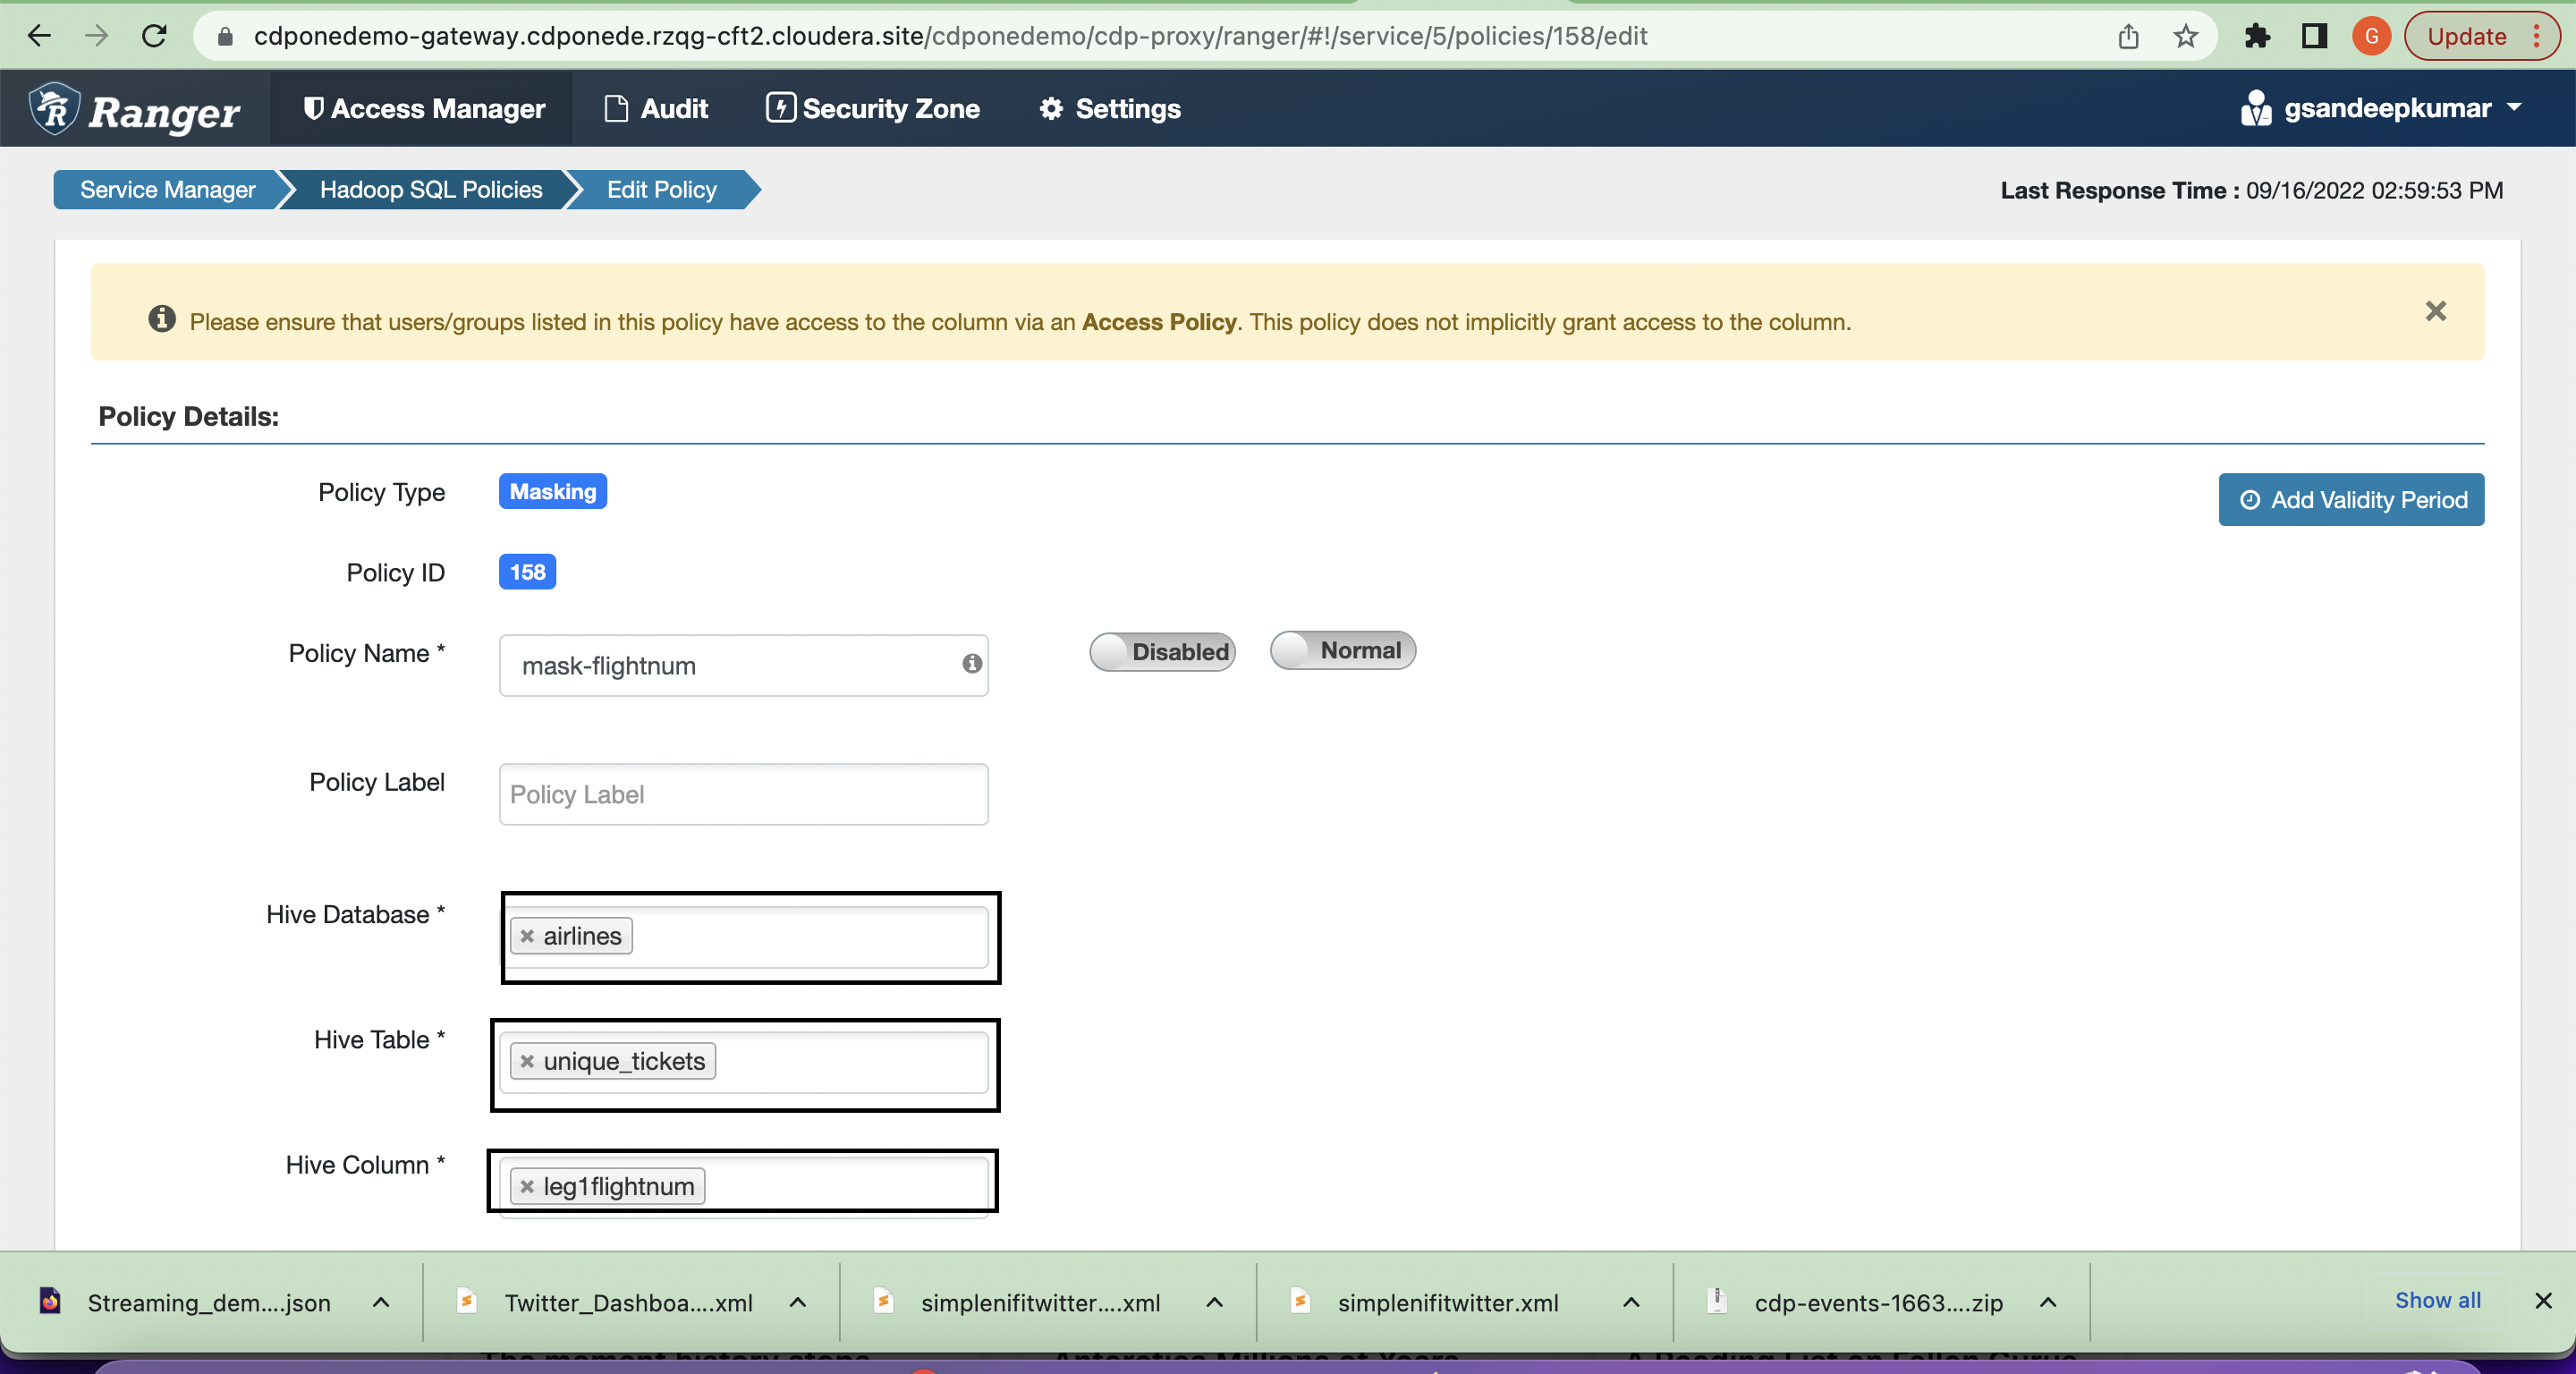 cdponedemo-gateway.cdponede.rzqg-cft2.cloudera.site/cdponedemo/cdp-proxy/ranger/#!/service/5/policies/158/edit
G
Update
R Ranger
Access Manager
Audit
Security Zone
Settings
gsandeepkumar
Service Manager
Hadoop SQL Policies
Edit Policy
Last Response Time : 09/16/2022 02:59:53 PM
Please ensure that users/groups listed in this policy have access to the column via an Access Policy. This policy does not implicitly grant access to the column.
Policy Details:
Policy Type
Masking
Add Validity Period
Policy ID
158
Policy Name *
mask-flightnum
Disabled
Normal
Policy Label
Policy Label
Hive Database *
airlines
Hive Table *
unique_tickets
Hive Column *
leg1flightnum
Streaming_dem....json
Twitter_Dashboa....xml
simplenifitwitter....xml
simplenifitwitter.xml
cdp-events-1663....zip
Show all